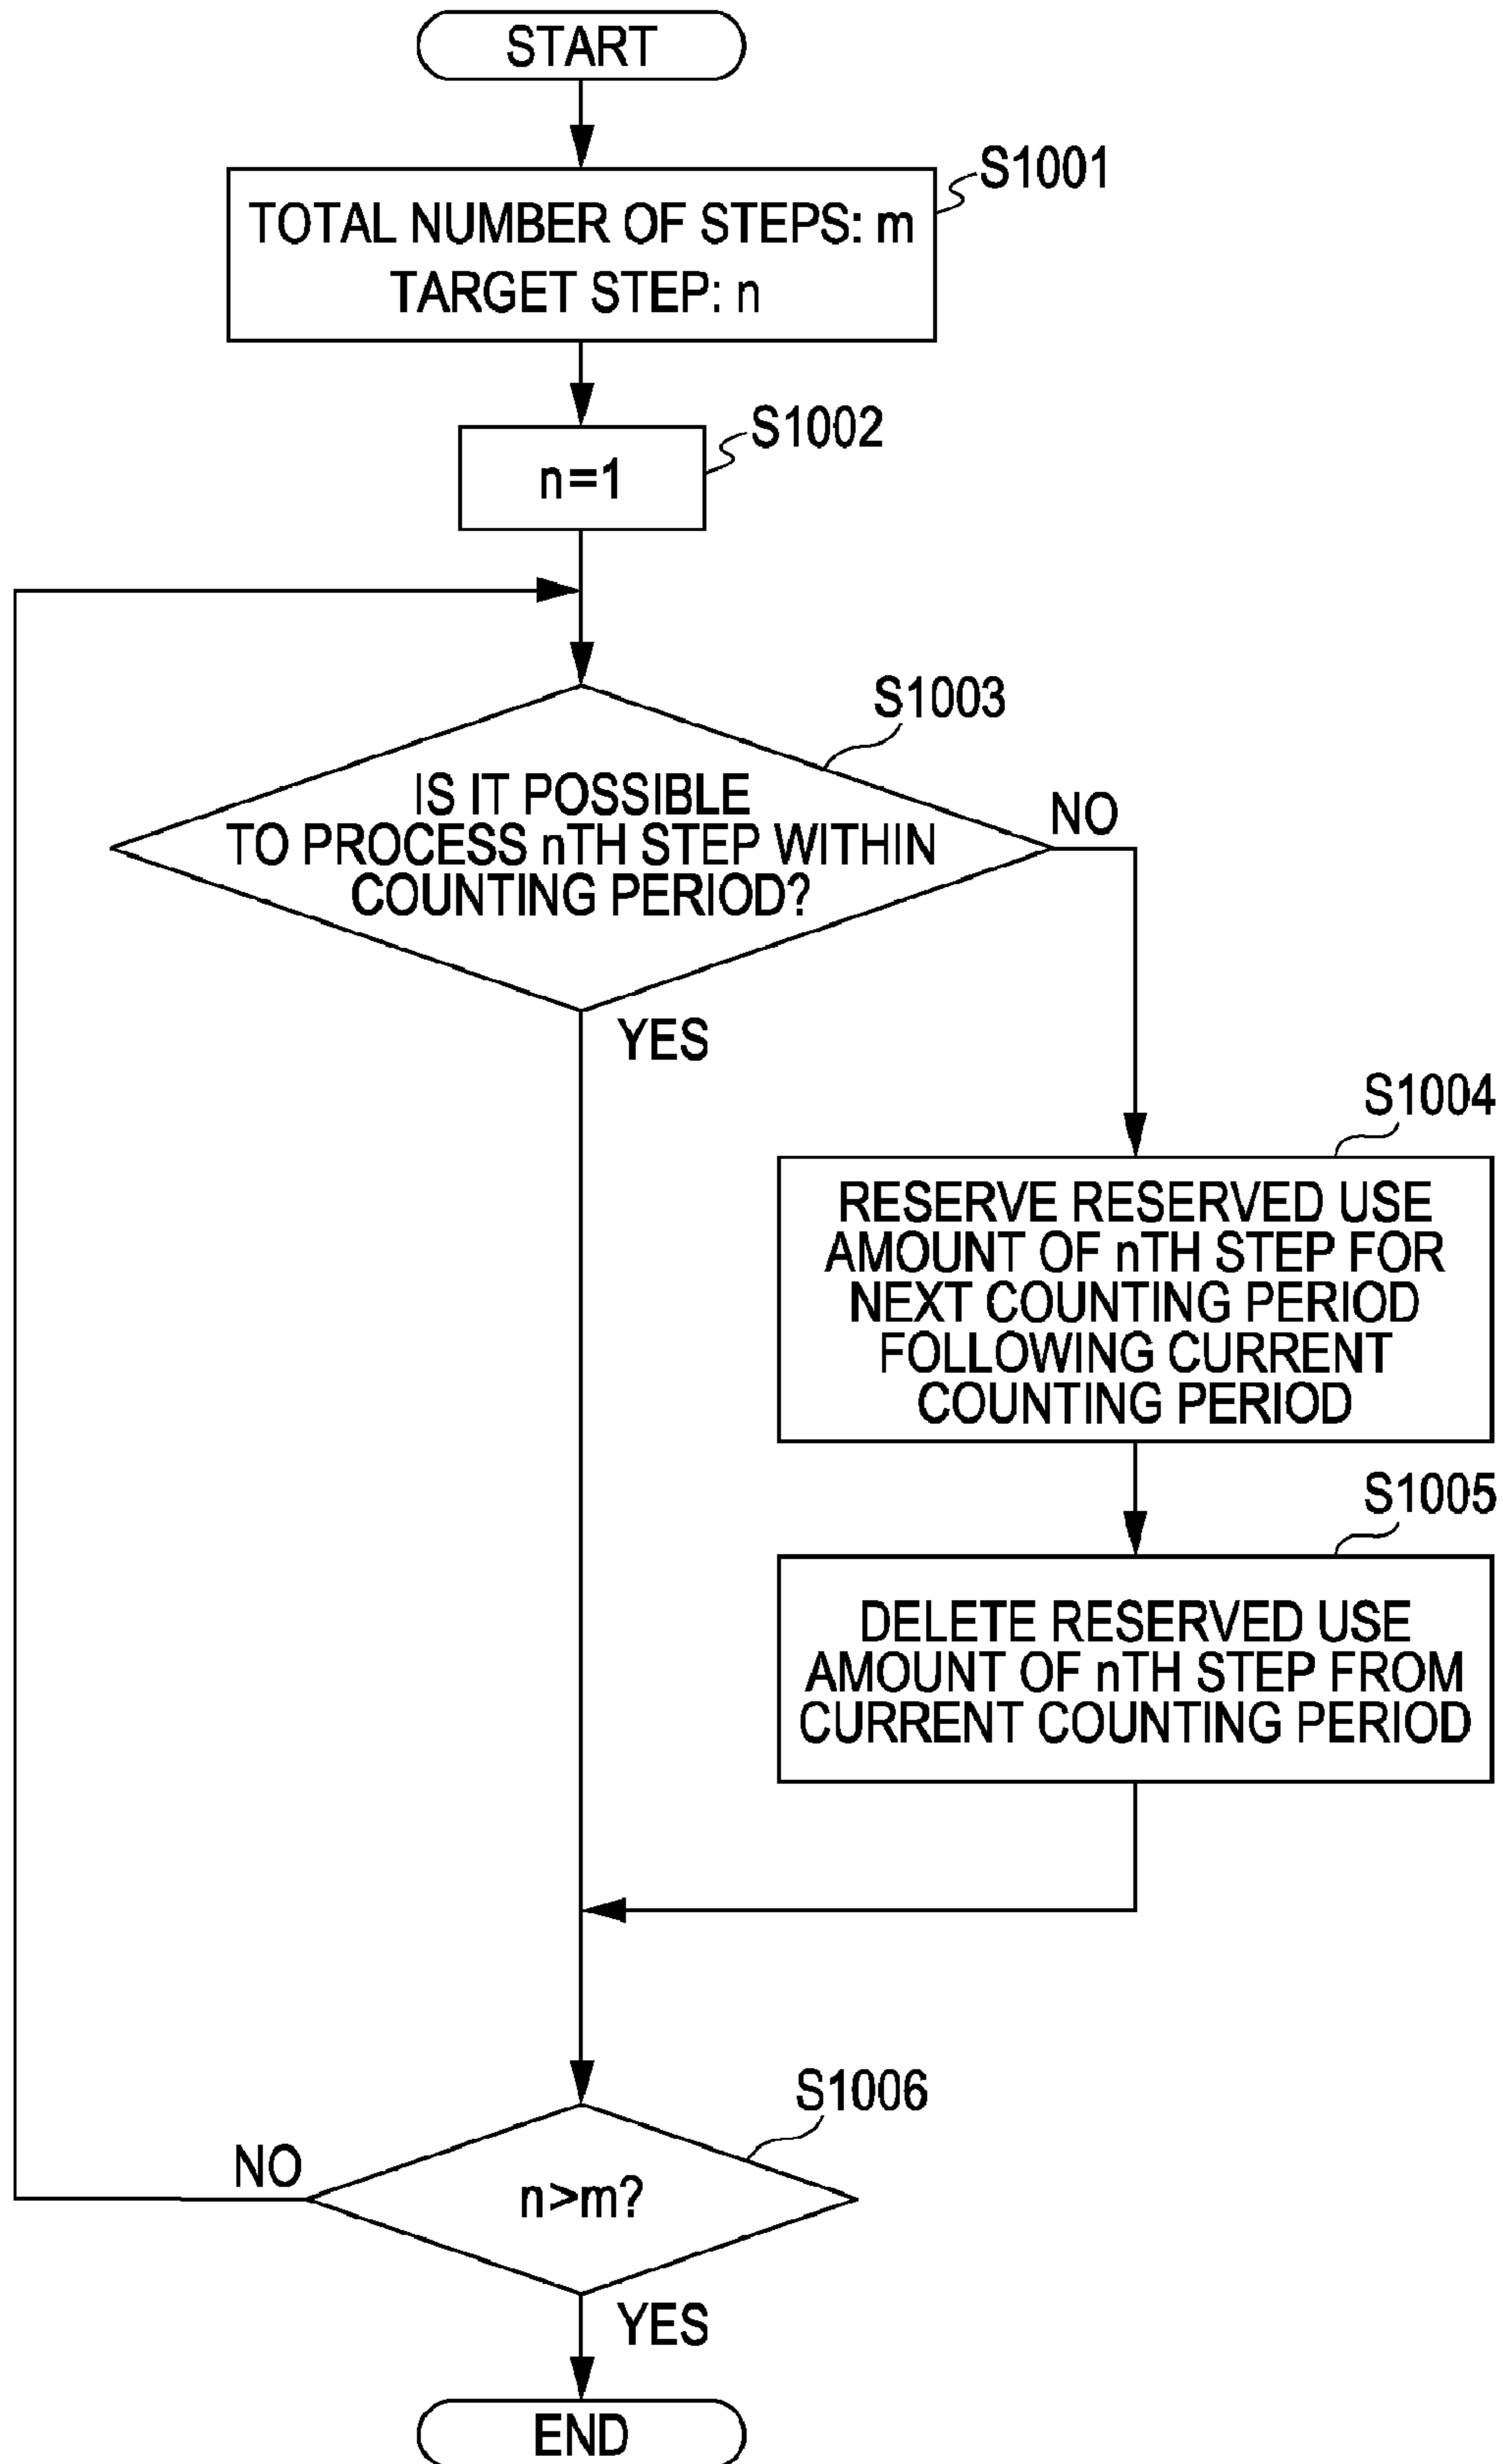 START
S1001
TOTAL NUMBER OF STEPS: m
TARGET STEP: n
S1002
n=1
S1003
IS IT POSSIBLE
TO PROCESS nTH STEP WITHIN
COUNTING PERIOD?
NO
YES
S1004
RESERVE RESERVED USE
AMOUNT OF nTH STEP FOR
NEXT COUNTING PERIOD
FOLLOWING CURRENT
COUNTING PERIOD
S1005
DELETE RESERVED USE
AMOUNT OF nTH STEP FROM
CURRENT COUNTING PERIOD
S1006
NO
n>m?
YES
END